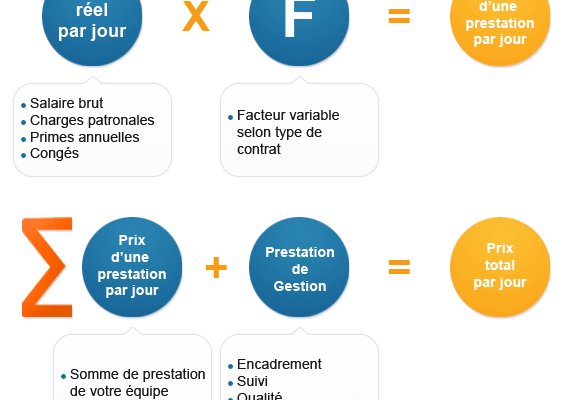 réel
par jour
X
F
=
d'une
prestation
par jour
• Salaire brut
• Charges patronales
• Primes annuelles
• Congés
• Facteur variable
selon type de
contrat
∑
Prix
d'une
prestation
par jour
+
Prestation
de
Gestion
=
Prix
total
par jour
• Somme de prestation
de votre équipe
• Encadrement
• Suivi
• Qualité